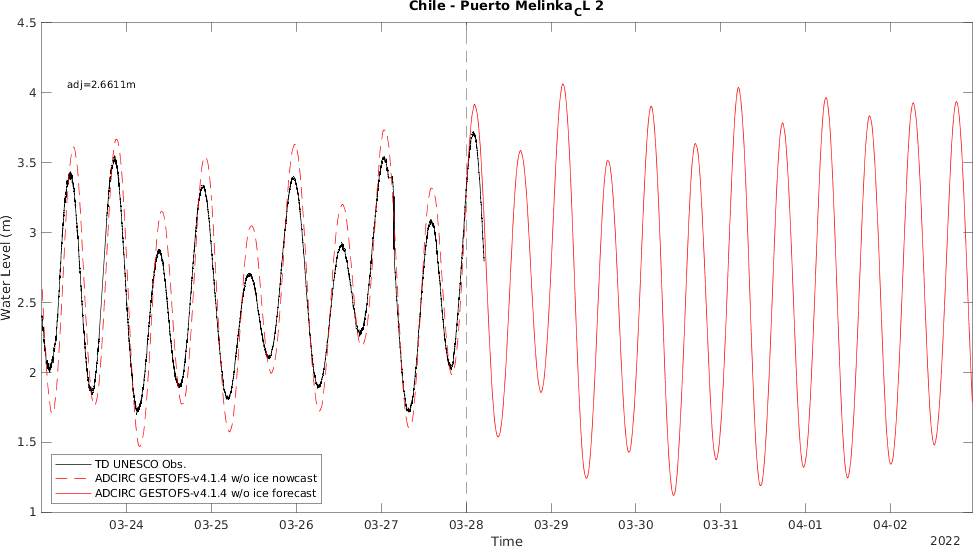 Chile - Puerto Melinka_CL 2
4.5
4
3.5
3
2.5
2
1.5
1
Water Level (m)
adj=2.6611m
TD UNESCO Obs.
ADCIRC GESTOFS-v4.1.4 w/o ice nowcast
ADCIRC GESTOFS-v4.1.4 w/o ice forecast
03-24 03-25 03-26 03-27 03-28 03-29 03-30 03-31 04-01 04-02
Time
2022